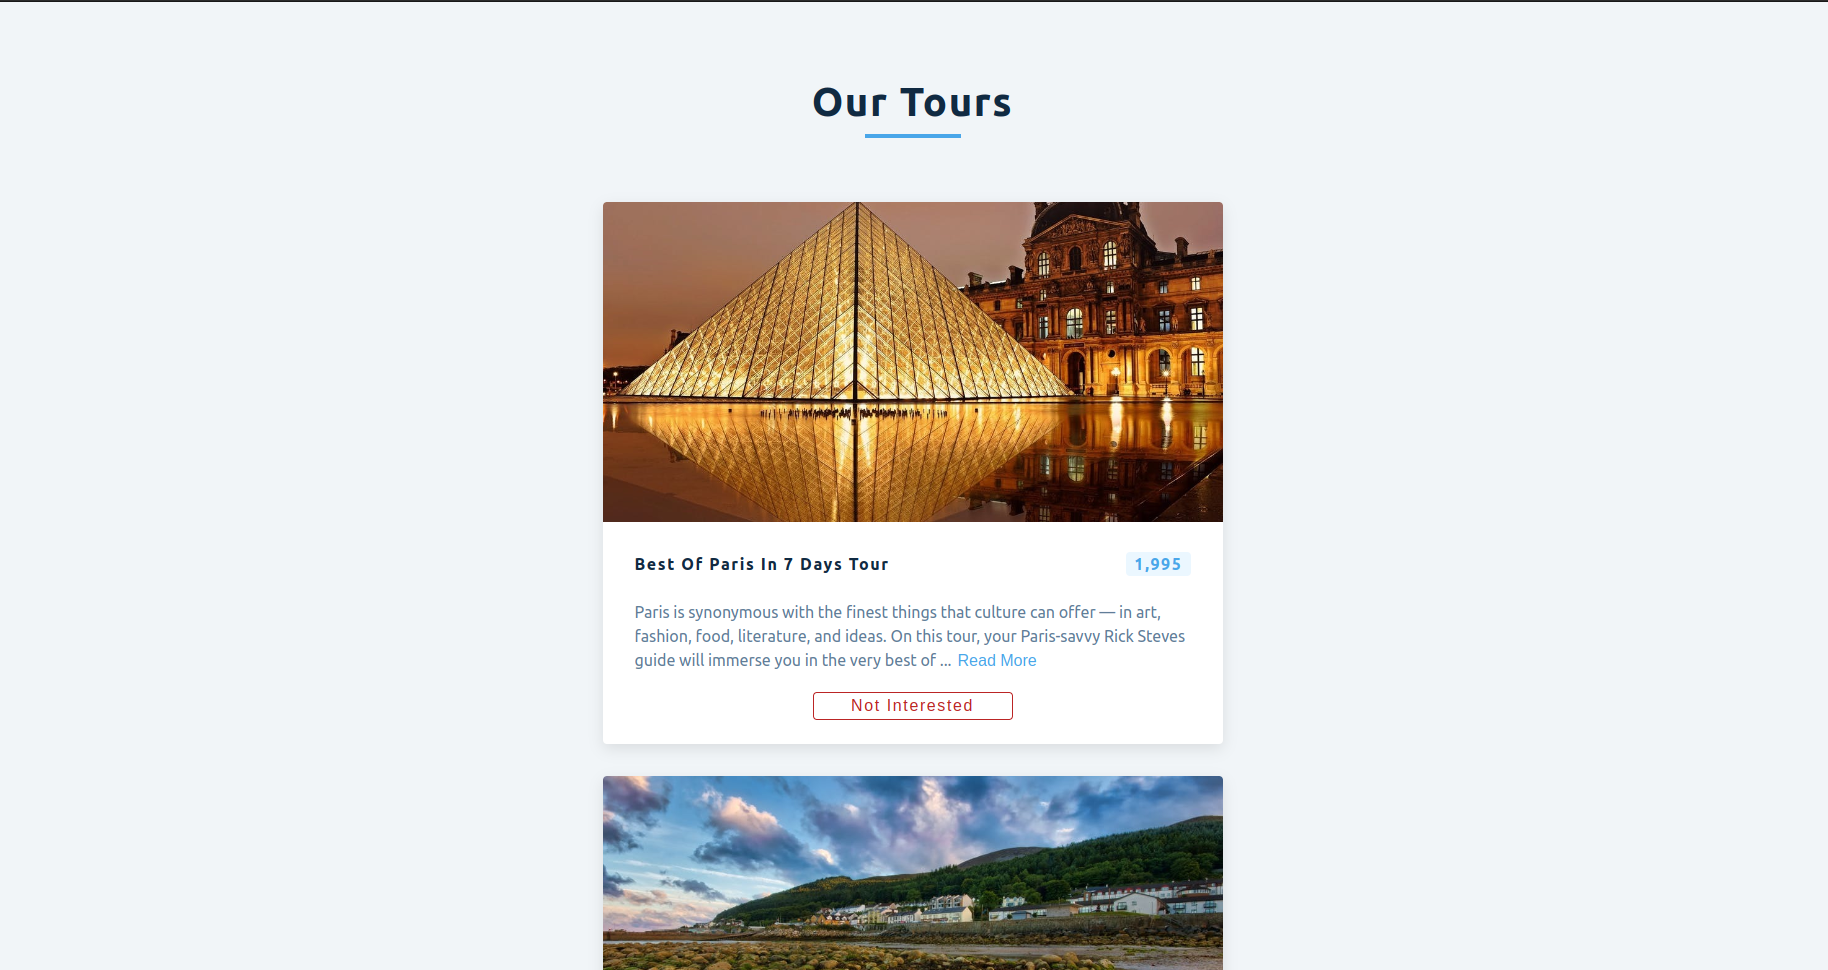 Our Tours
Best Of Paris In 7 Days Tour
1,995
Paris is synonymous with the finest things that culture can offer — in art,
fashion, food, literature, and ideas. On this tour, your Paris-savvy Rick Steves
guide will immerse you in the very best of ... Read More
Not Interested